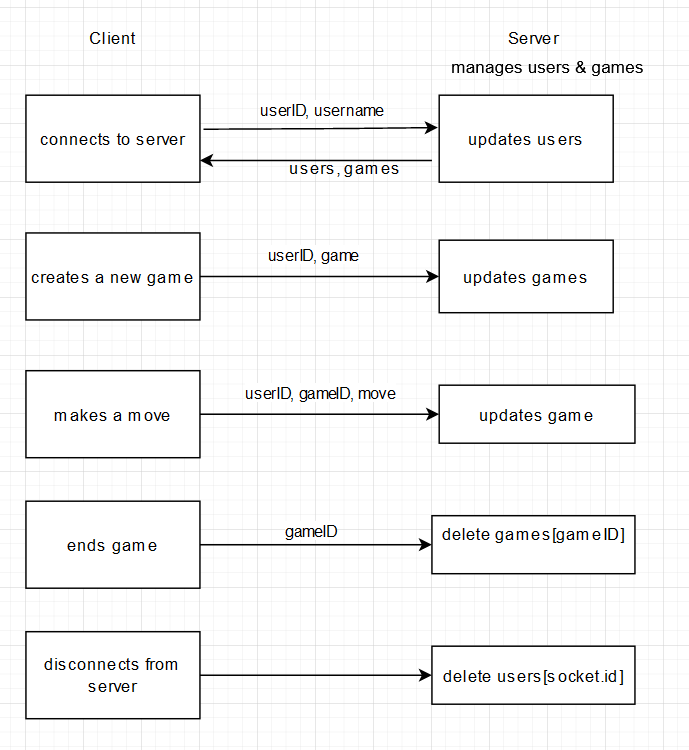 Client
Server
manages users & games
userID, username
connects to server
updates users
users, games
userID, game
creates a new game
updates games
userID, gameID, move
makes a move
updates game
gameID
ends game
delete games[gameID]
disconnects from
server
delete users[socket.id]